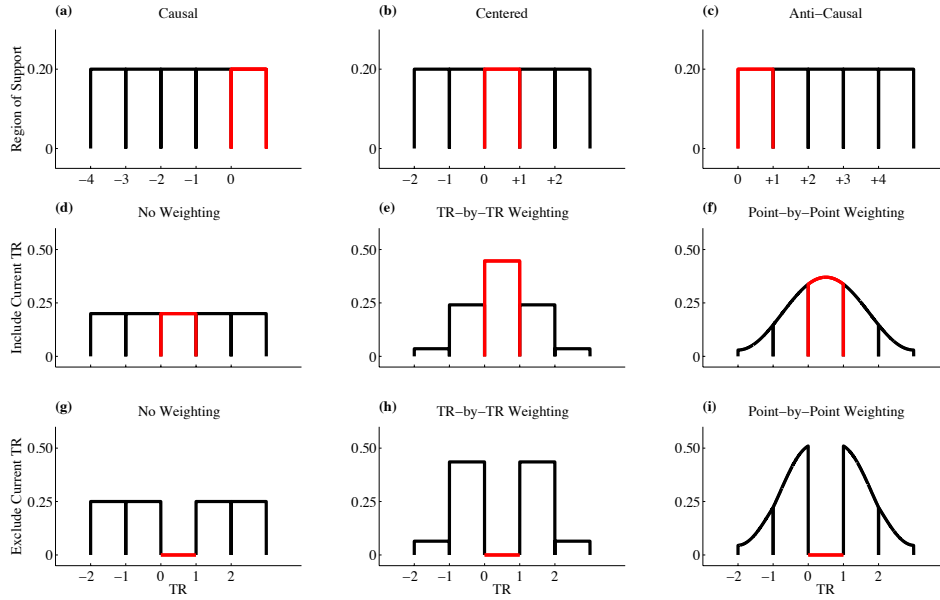 (a) Causal
(b) Centered
(c) Anti−Causal
Region of Support
0.20
0
−4 −3 −2 −1 0
0.20
0
−2 −1 0 +1 +2
0.20
0
0 +1 +2 +3 +4
(d) No Weighting
(e) TR−by−TR Weighting
(f) Point−by−Point Weighting
Include Current TR
0.50
0.25
0
0.50
0.25
0
0.50
0.25
0
(g) No Weighting
(h) TR−by−TR Weighting
(i) Point−by−Point Weighting
Exclude Current TR
0.50
0.25
0
−2 −1 0 1 2
TR
0.50
0.25
0
−2 −1 0 1 2
TR
0.50
0.25
0
−2 −1 0 1 2
TR